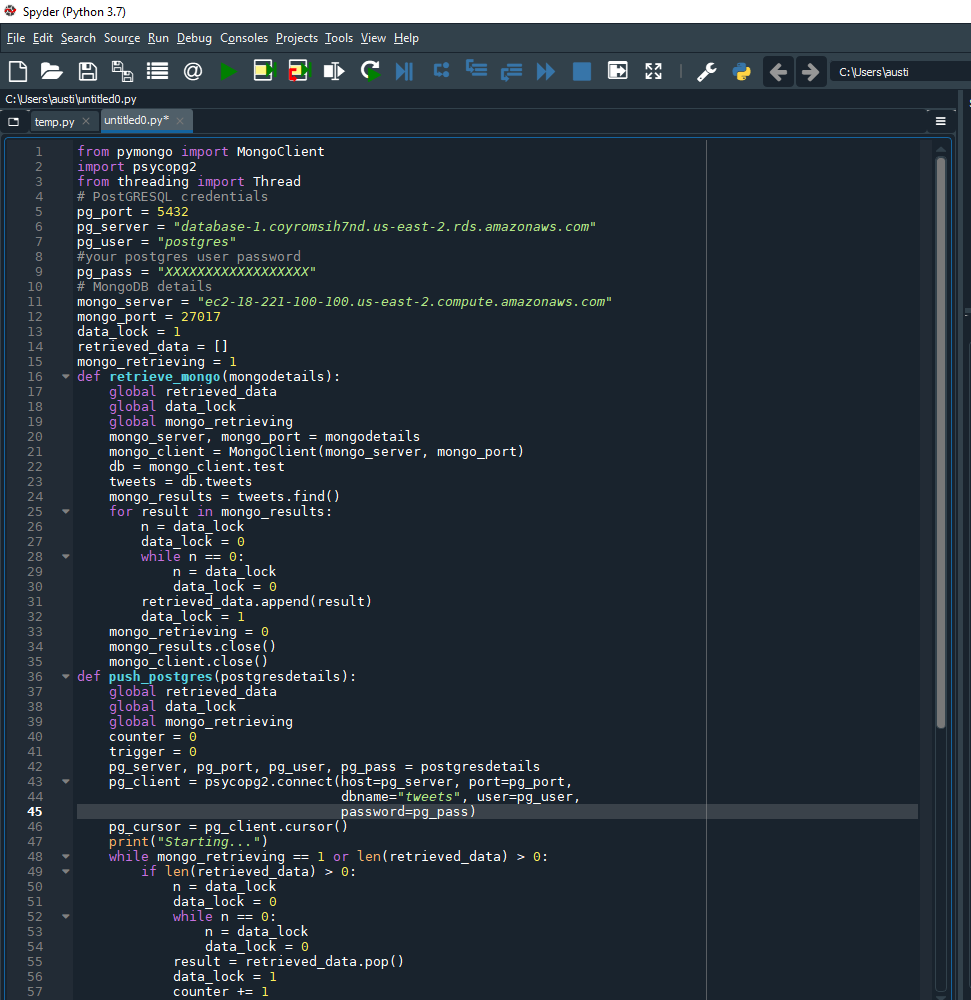 Spyder (Python 3.7)
File Edit Search Source Run Debug Consoles Projects Tools View Help
C:\Users\austi
C:\Users\austi\untitled0.py
temp.py untitled0.py*
1 from pymongo import MongoClient
2 import psycopg2
3 from threading import Thread
4 # PostGRESQL credentials
5 pg_port = 5432
6 pg_server = "database-1.coyromsih7nd.us-east-2.rds.amazonaws.com"
7 pg_user = "postgres"
8 #your postgres user password
9 pg_pass = "XXXXXXXXXXXXXXXXXX"
10 # MongoDB details
11 mongo_server = "ec2-18-221-100-100.us-east-2.compute.amazonaws.com"
12 mongo_port = 27017
13 data_lock = 1
14 retrieved_data = []
15 mongo_retrieving = 1
16 def retrieve_mongo(mongodetails):
17     global retrieved_data
18     global data_lock
19     global mongo_retrieving
20     mongo_server, mongo_port = mongodetails
21     mongo_client = MongoClient(mongo_server, mongo_port)
22     db = mongo_client.test
23     tweets = db.tweets
24     mongo_results = tweets.find()
25     for result in mongo_results:
26         n = data_lock
27         data_lock = 0
28         while n == 0:
29             n = data_lock
30             data_lock = 0
31         retrieved_data.append(result)
32         data_lock = 1
33     mongo_retrieving = 0
34     mongo_results.close()
35     mongo_client.close()
36 def push_postgres(postgresdetails):
37     global retrieved_data
38     global data_lock
39     global mongo_retrieving
40     counter = 0
41     trigger = 0
42     pg_server, pg_port, pg_user, pg_pass = postgresdetails
43     pg_client = psycopg2.connect(host=pg_server, port=pg_port,
44                                  dbname="tweets", user=pg_user,
45                                  password=pg_pass)
46     pg_cursor = pg_client.cursor()
47     print("Starting...")
48     while mongo_retrieving == 1 or len(retrieved_data) > 0:
49         if len(retrieved_data) > 0:
50             n = data_lock
51             data_lock = 0
52             while n == 0:
53                 n = data_lock
54                 data_lock = 0
55             result = retrieved_data.pop()
56             data_lock = 1
57             counter += 1